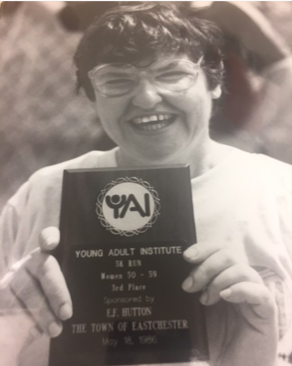 YAI
YOUNG ADULT INSTITUTE
5K RUN
Women 50 - 59
3rd Place
Sponsored by
E.F. HUTTON
THE TOWN OF EASTCHESTER
May 18, 1986